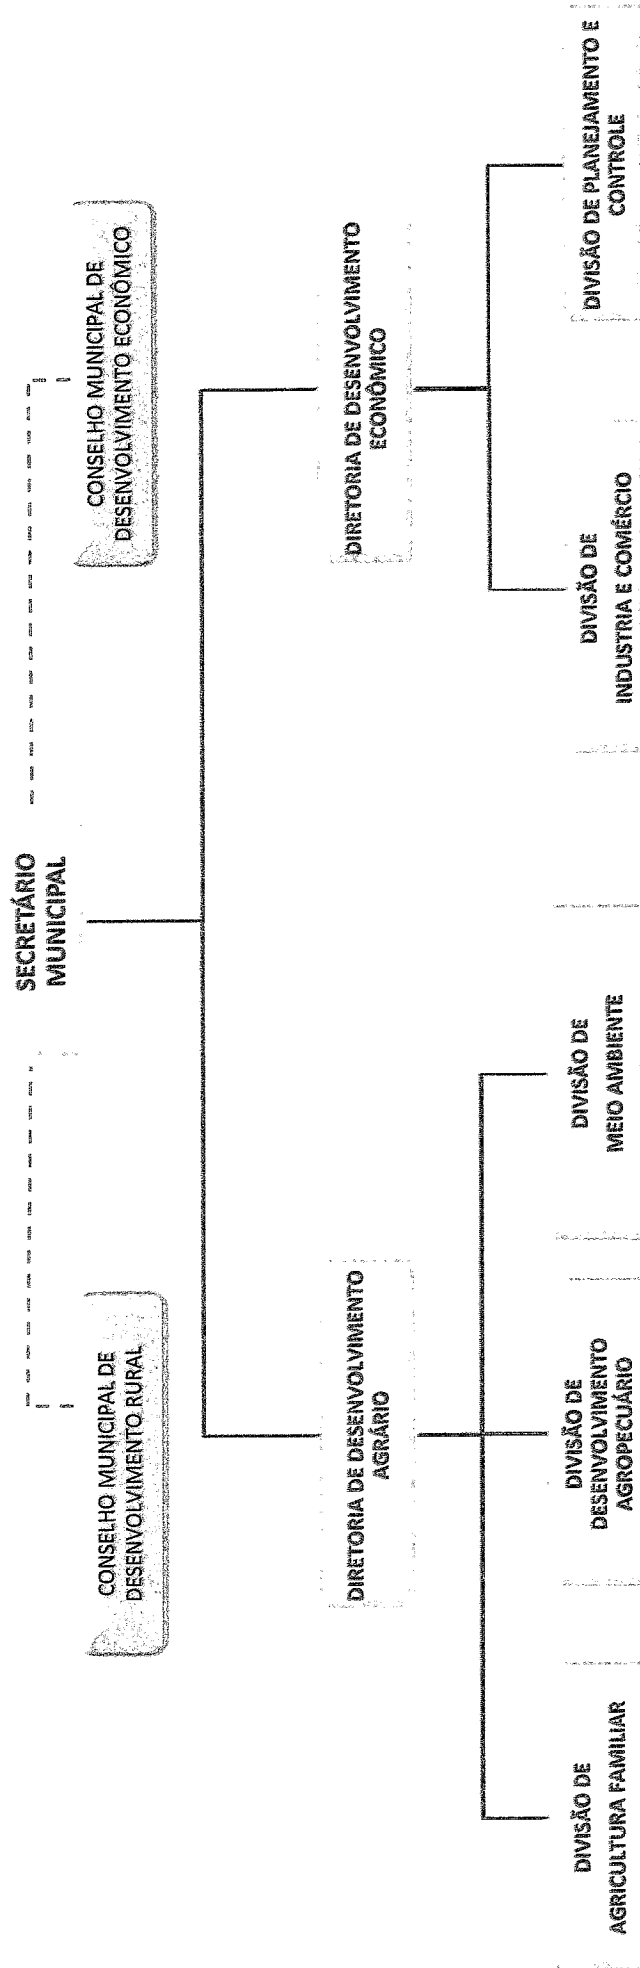 SECRETÁRIO
MUNICIPAL
CONSELHO MUNICIPAL DE
DESENVOLVIMENTO RURAL
CONSELHO MUNICIPAL DE
DESENVOLVIMENTO ECONÔMICO
DIRETORIA DE DESENVOLVIMENTO
AGRÁRIO
DIRETORIA DE DESENVOLVIMENTO
ECONÔMICO
DIVISÃO DE
AGRICULTURA FAMILIAR
DIVISÃO DE
DESENVOLVIMENTO
AGROPECUÁRIO
DIVISÃO DE
MEIO AMBIENTE
DIVISÃO DE
INDUSTRIA E COMÉRCIO
DIVISÃO DE PLANEJAMENTO E
CONTROLE